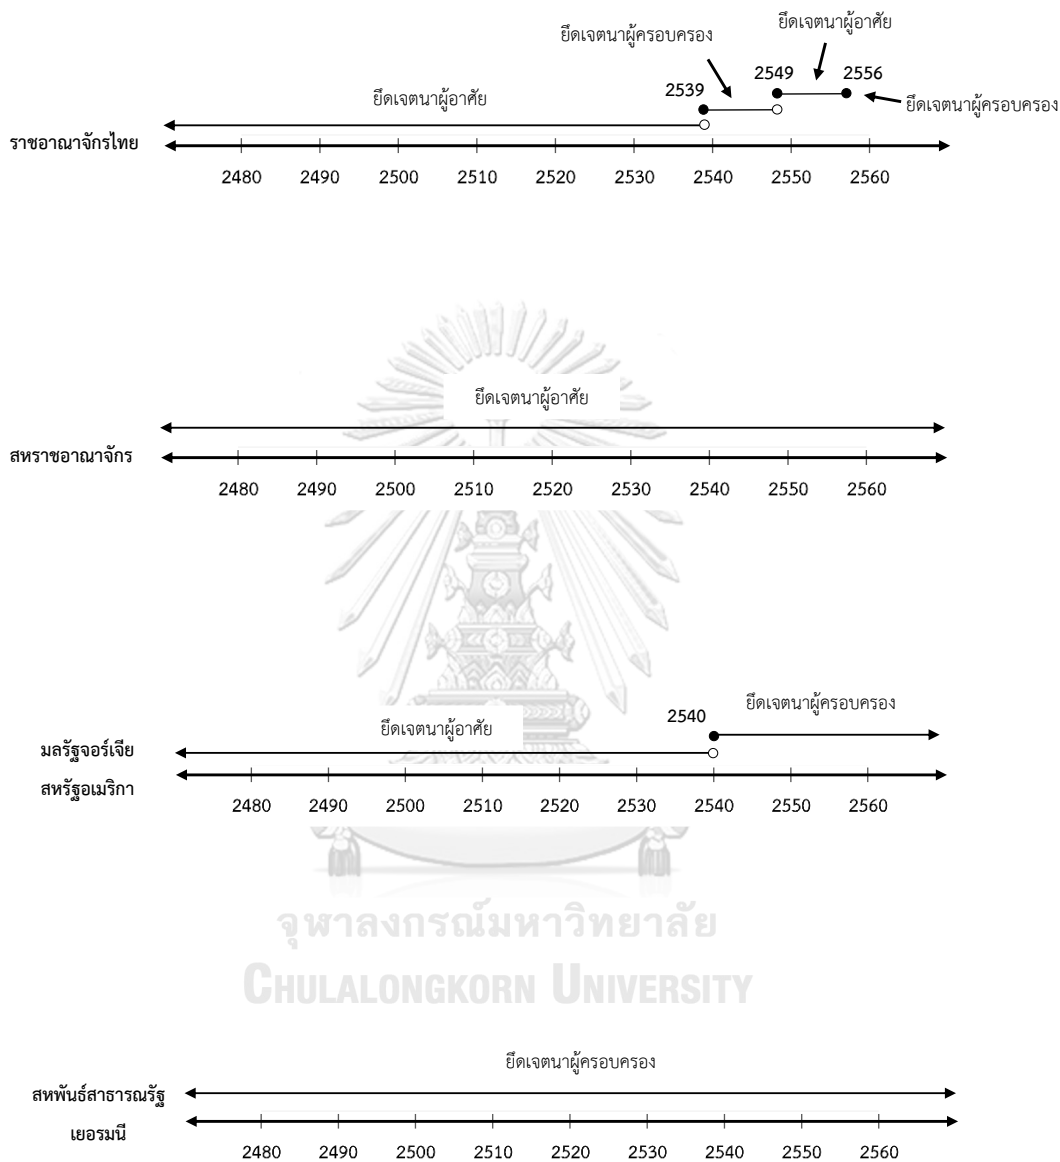 ยึดเจตนาผู้อาศัย
ยึดเจตนาผู้ครอบครอง
2539 2549 2556
ยึดเจตนาผู้อาศัย
ยึดเจตนาผู้ครอบครอง
ราชอาณาจักรไทย
2480 2490 2500 2510 2520 2530 2540 2550 2560
ยึดเจตนาผู้อาศัย
สหราชอาณาจักร
2480 2490 2500 2510 2520 2530 2540 2550 2560
ยึดเจตนาผู้ครอบครอง
2540
ยึดเจตนาผู้อาศัย
มลรัฐจอร์เจีย
สหรัฐอเมริกา
2480 2490 2500 2510 2520 2530 2540 2550 2560
จุฬาลงกรณ์มหาวิทยาลัย
CHULALONGKORN UNIVERSITY
ยึดเจตนาผู้ครอบครอง
สหพันธ์สาธารณรัฐ
เยอรมนี
2480 2490 2500 2510 2520 2530 2540 2550 2560